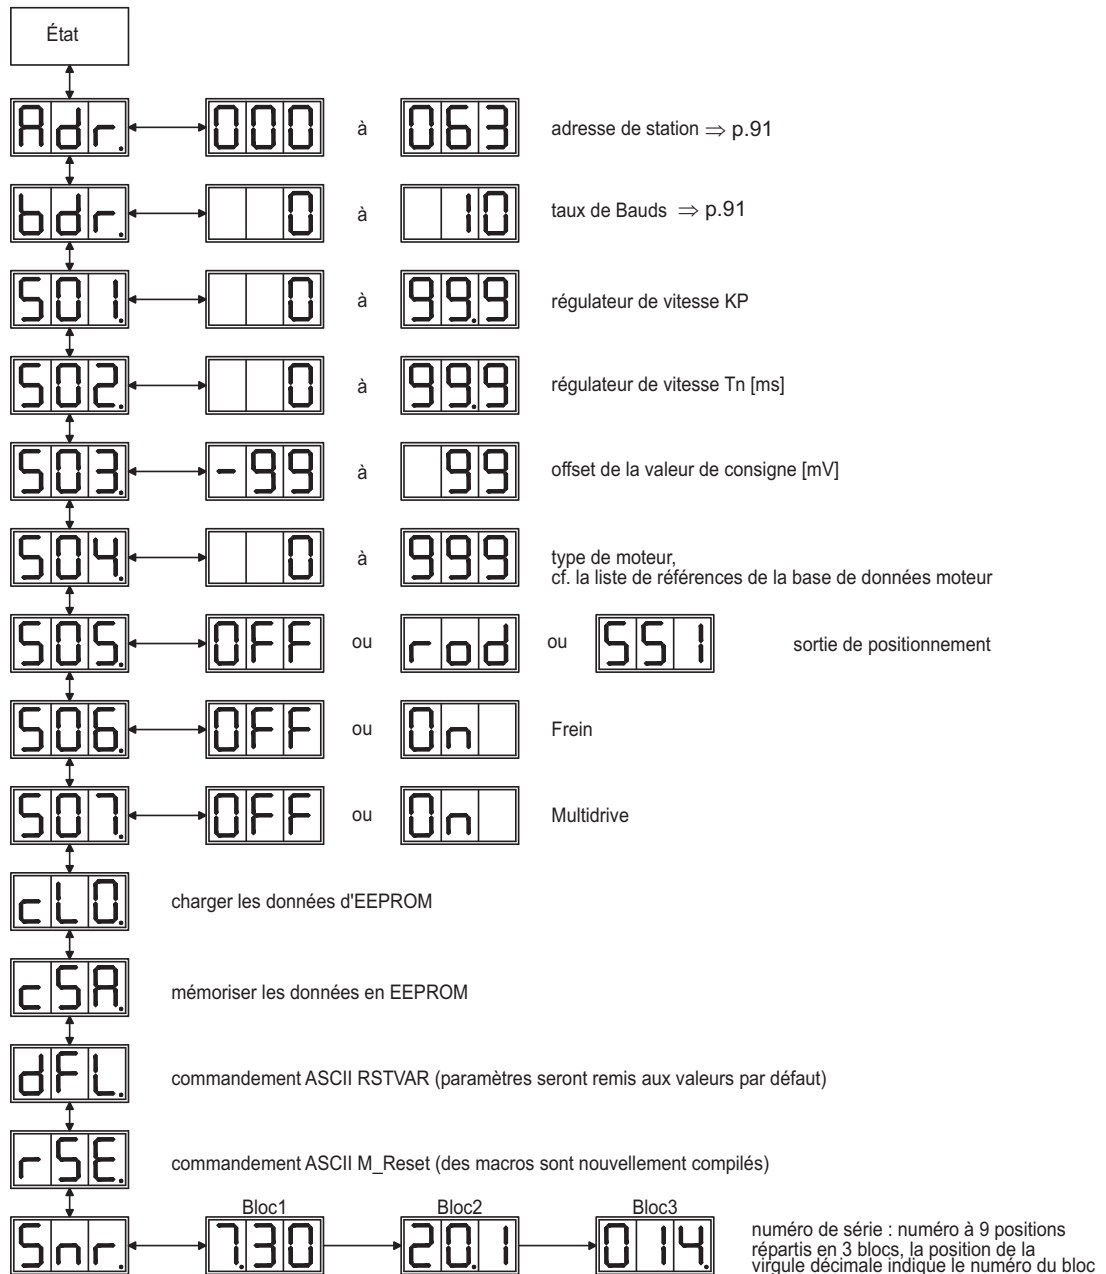 État
Adr. 000 à 063 adresse de station ⇒ p.91
bdr. 0 à 10 taux de Bauds ⇒ p.91
S01. 0 à 99.9 régulateur de vitesse KP
S02. 0 à 99.9 régulateur de vitesse Tn [ms]
S03. -99 à 99 offset de la valeur de consigne [mV]
S04. 0 à 999 type de moteur,
cf. la liste de références de la base de données moteur
S05. OFF ou rod ou SSI sortie de positionnement
S06. OFF ou On Frein
S07. OFF ou On Multidrive
cLO. charger les données d'EEPROM
cSA. mémoriser les données en EEPROM
dFL. commandement ASCII RSTVAR (paramètres seront remis aux valeurs par défaut)
rSE. commandement ASCII M_Reset (des macros sont nouvellement compilés)
Bloc1 Bloc2 Bloc3
Snr. 7.30 20.1 014. numéro de série : numéro à 9 positions
répartis en 3 blocs, la position de la
virgule décimale indique le numéro du bloc